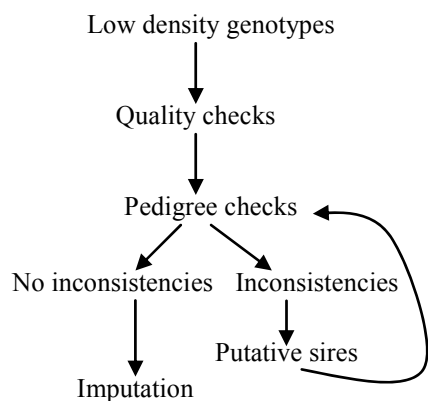 Low density genotypes
Quality checks
Pedigree checks
No inconsistencies
Inconsistencies
Putative sires
Imputation